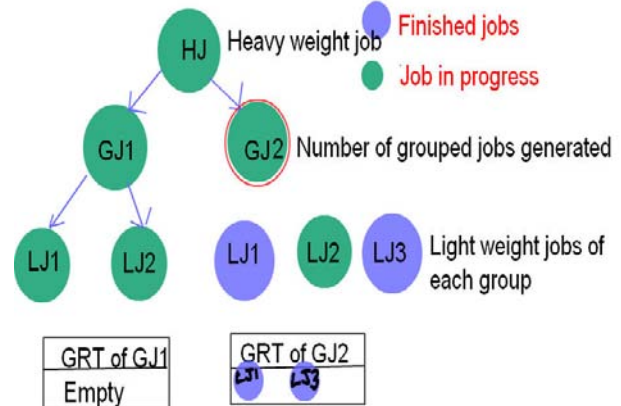 HJ
Heavy weight job
Finished jobs
Job in progress
GJ1
GJ2
Number of grouped jobs generated
LJ1
LJ2
LJ1
LJ2
LJ3
Light weight jobs of
each group
GRT of GJ1
Empty
GRT of GJ2
LJ1
LJ3